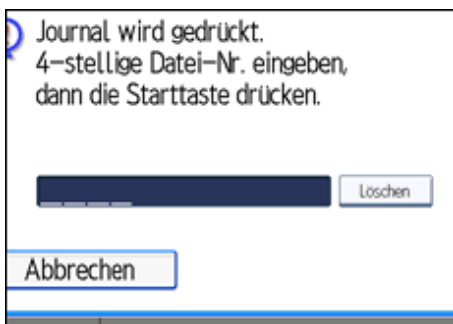 Journal wird gedrückt.
4-stellige Datei-Nr. eingeben,
dann die Starttaste drücken.
Löschen
Abbrechen